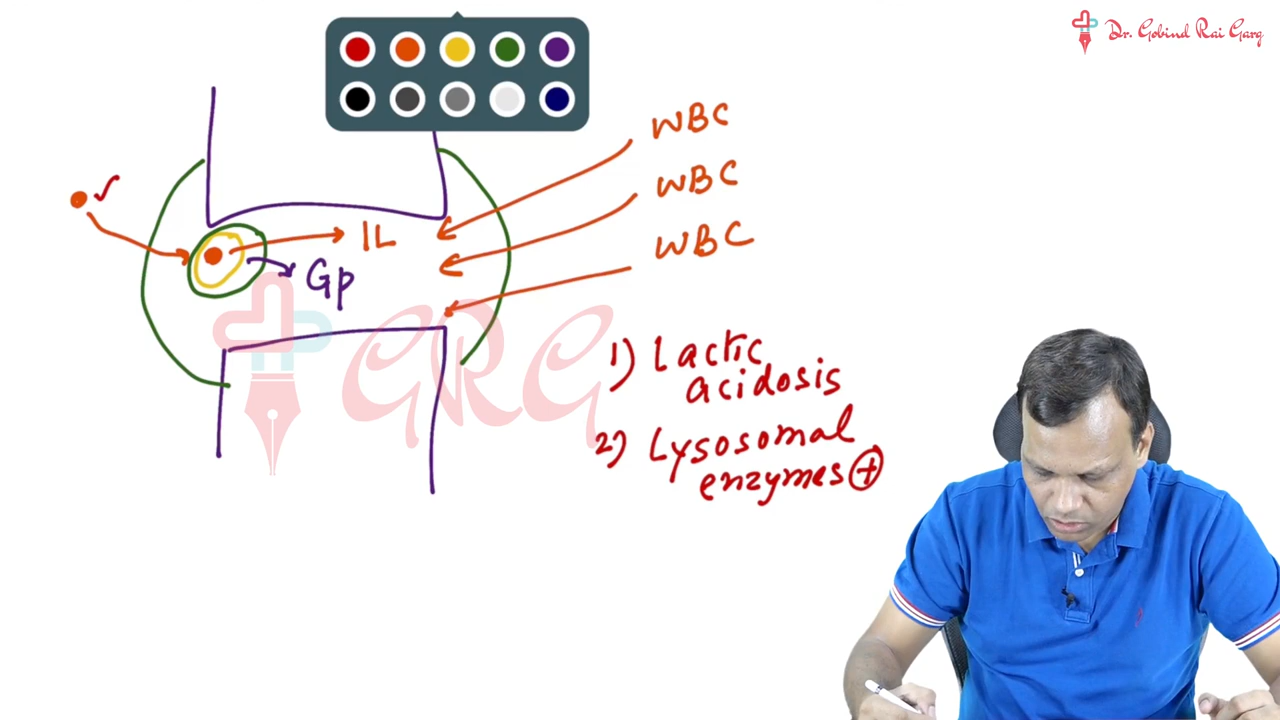 Dr. Gobind Rai Garg
WBC
WBC
WBC
IL
Gp
GRG
1) Lactic
acidosis
2) Lysosomal
enzymes +